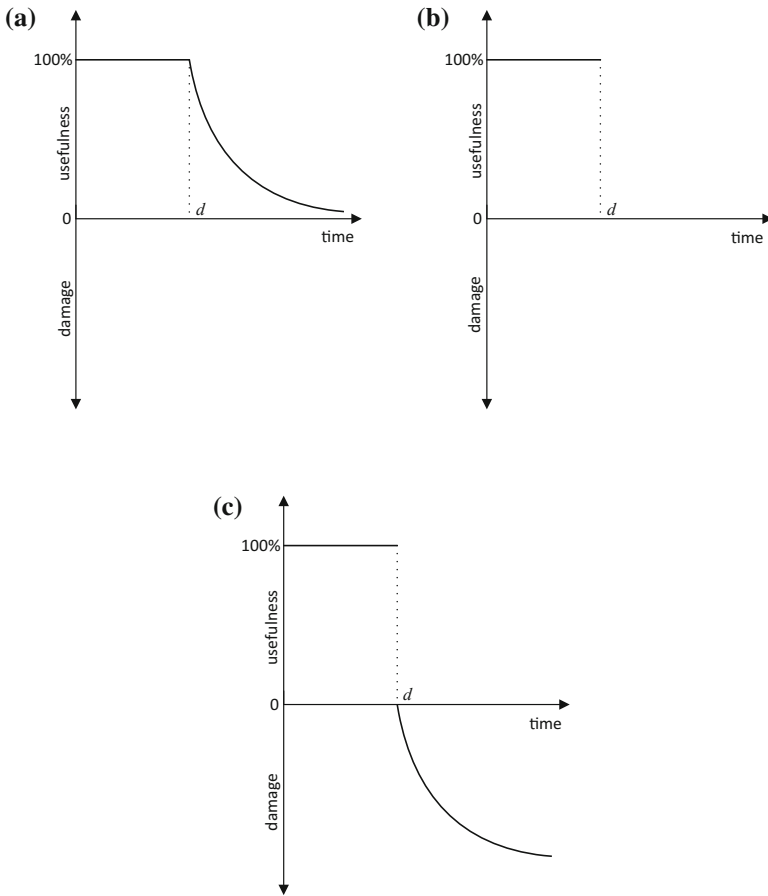 (a)
100%
usefulness
0
d
time
damage
(b)
100%
usefulness
0
d
time
damage
(c)
100%
usefulness
0
d
time
damage